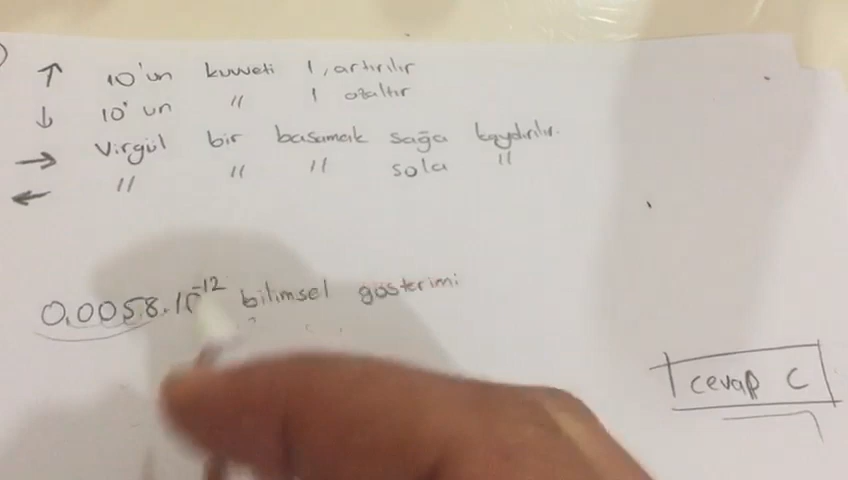 ↑ 10'un kuvveti 1, artırılır
↓ 10'un " 1 azaltır
→ Virgül bir basamak sağa kaydırılır.
← " " " sola "
0,0058.10⁻¹² bilimsel gösterimi
cevap C